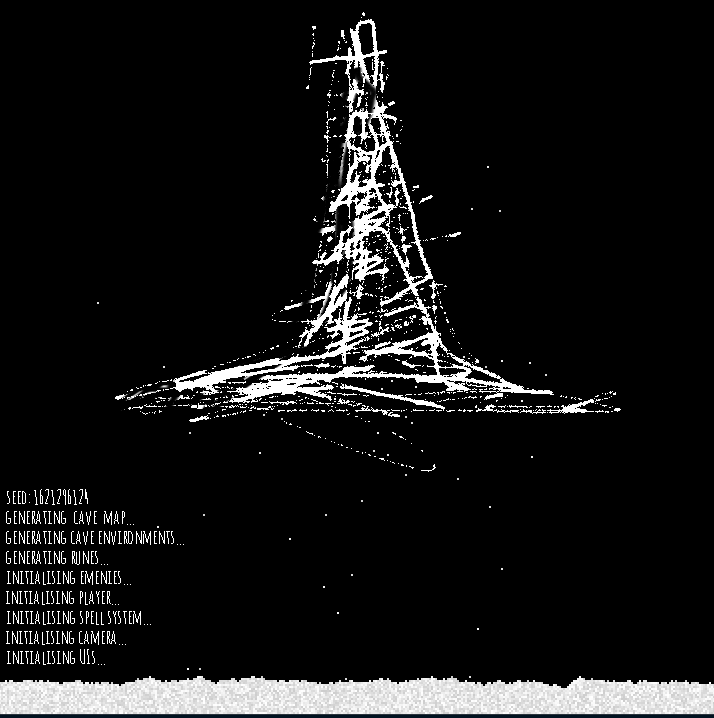 SEED: 1621296124
GENERATING CAVE MAP...
GENERATING CAVE ENVIRONMENTS...
GENERATING RUNES...
INITIALISING EMENIES...
INITIALISING PLAYER...
INITIALISING SPELL SYSTEM...
INITIALISING CAMERA...
INITIALISING UIS...